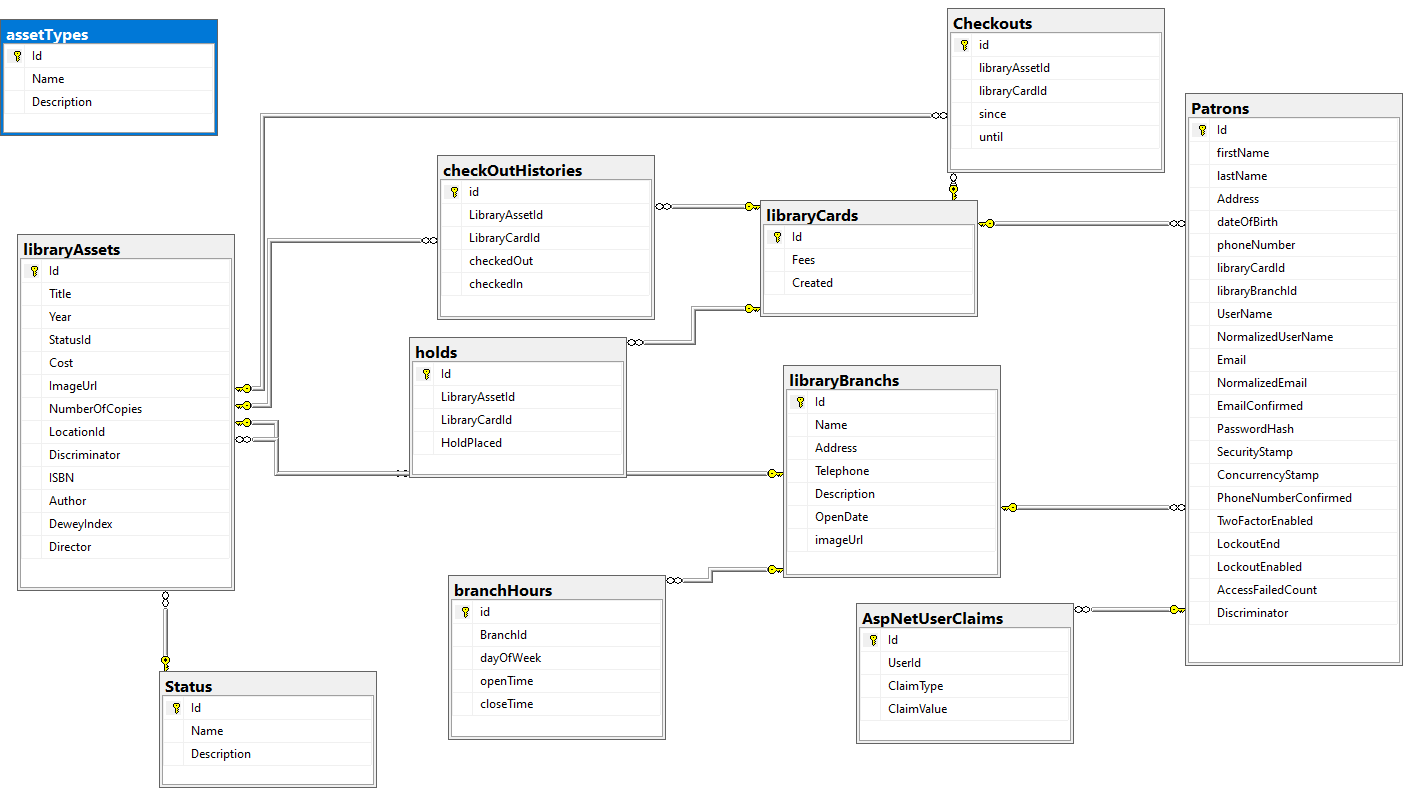 assetTypes
Id
Name
Description
Checkouts
id
libraryAssetId
libraryCardId
since
until
Patrons
Id
firstName
lastName
Address
dateOfBirth
phoneNumber
libraryCardId
libraryBranchId
UserName
NormalizedUserName
Email
NormalizedEmail
EmailConfirmed
PasswordHash
SecurityStamp
ConcurrencyStamp
PhoneNumberConfirmed
TwoFactorEnabled
LockoutEnd
LockoutEnabled
AccessFailedCount
Discriminator
checkOutHistories
id
LibraryAssetId
LibraryCardId
checkedOut
checkedIn
libraryCards
Id
Fees
Created
libraryAssets
Id
Title
Year
StatusId
Cost
ImageUrl
NumberOfCopies
LocationId
Discriminator
ISBN
Author
DeweyIndex
Director
holds
Id
LibraryAssetId
LibraryCardId
HoldPlaced
libraryBranchs
Id
Name
Address
Telephone
Description
OpenDate
imageUrl
branchHours
id
BranchId
dayOfWeek
openTime
closeTime
AspNetUserClaims
Id
UserId
ClaimType
ClaimValue
Status
Id
Name
Description